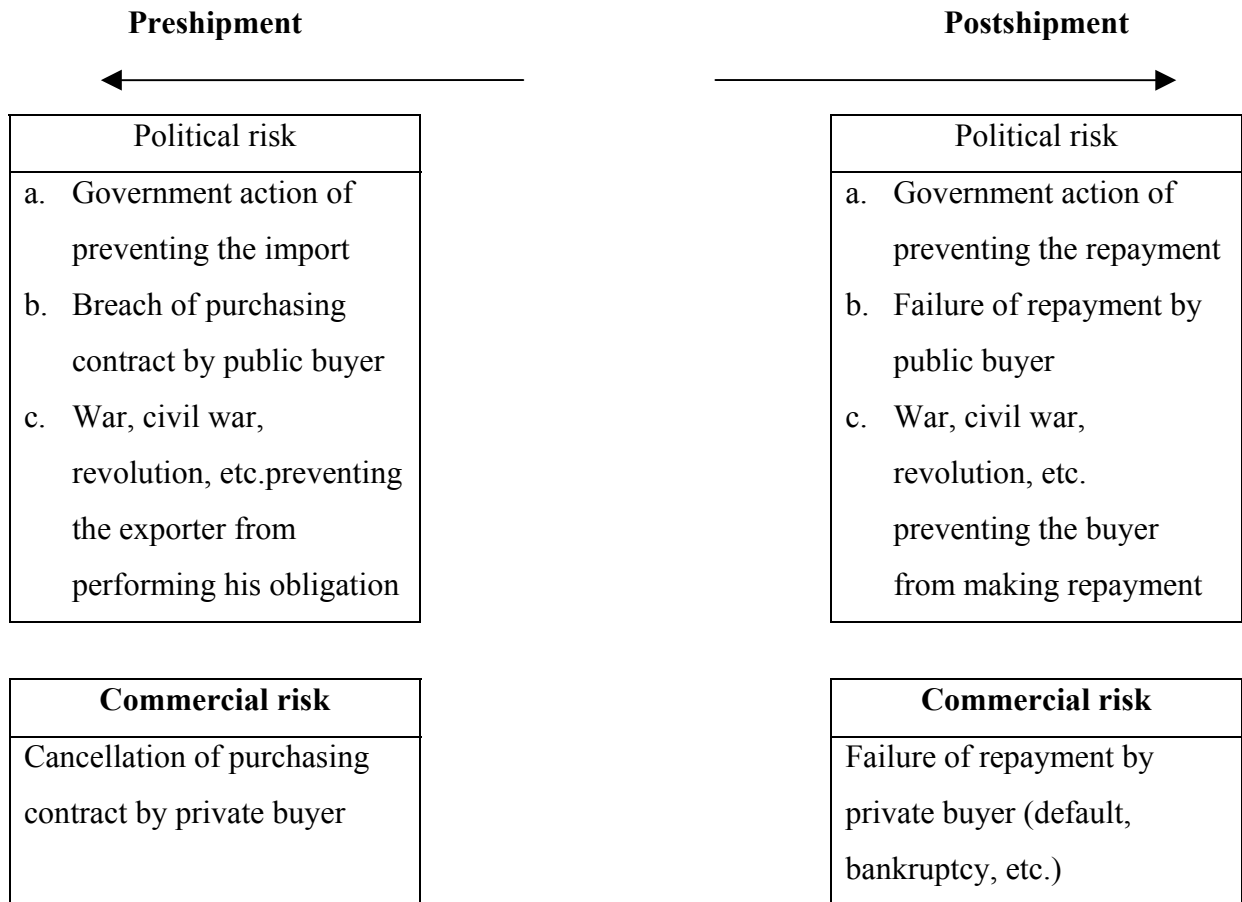 Preshipment
Postshipment
Political risk
a. Government action of
preventing the import
b. Breach of purchasing
contract by public buyer
c. War, civil war,
revolution, etc.preventing
the exporter from
performing his obligation
Political risk
a. Government action of
preventing the repayment
b. Failure of repayment by
public buyer
c. War, civil war,
revolution, etc.
preventing the buyer
from making repayment
Commercial risk
Cancellation of purchasing
contract by private buyer
Commercial risk
Failure of repayment by
private buyer (default,
bankruptcy, etc.)